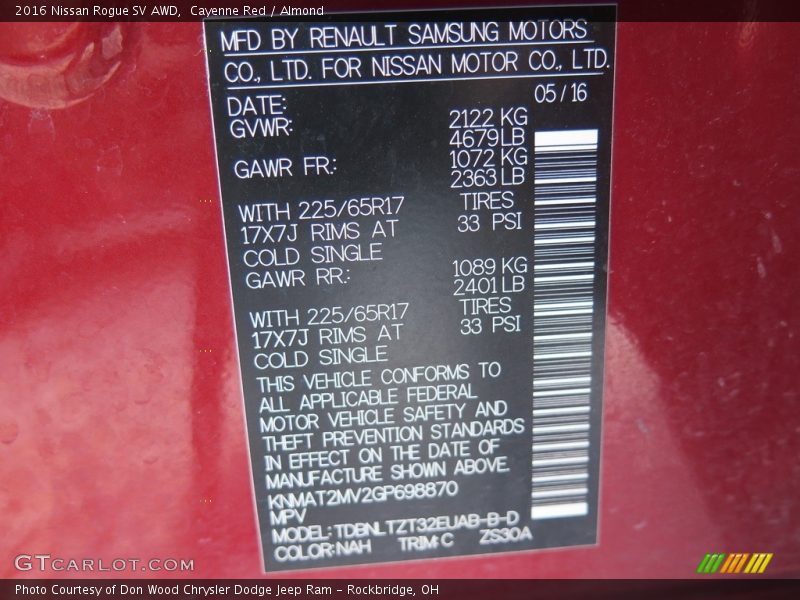 2016 Nissan Rogue SV AWD, Cayenne Red / Almond
MFD BY RENAULT SAMSUNG MOTORS
CO., LTD. FOR NISSAN MOTOR CO., LTD.
DATE: 05/16
GVWR: 2122 KG
4679 LB
GAWR FR: 1072 KG
2363 LB
WITH 225/65R17 TIRES
17X7J RIMS AT 33 PSI
COLD SINGLE
GAWR RR: 1089 KG
2401 LB
WITH 225/65R17 TIRES
17X7J RIMS AT 33 PSI
COLD SINGLE
THIS VEHICLE CONFORMS TO
ALL APPLICABLE FEDERAL
MOTOR VEHICLE SAFETY AND
THEFT PREVENTION STANDARDS
IN EFFECT ON THE DATE OF
MANUFACTURE SHOWN ABOVE.
KNMAT2MV2GP698870
MPV
MODEL: TDBNLTZT32EUAB-B-D
COLOR: NAH TRIM: C ZS30A
GTCARLOT.COM
Photo Courtesy of Don Wood Chrysler Dodge Jeep Ram - Rockbridge, OH